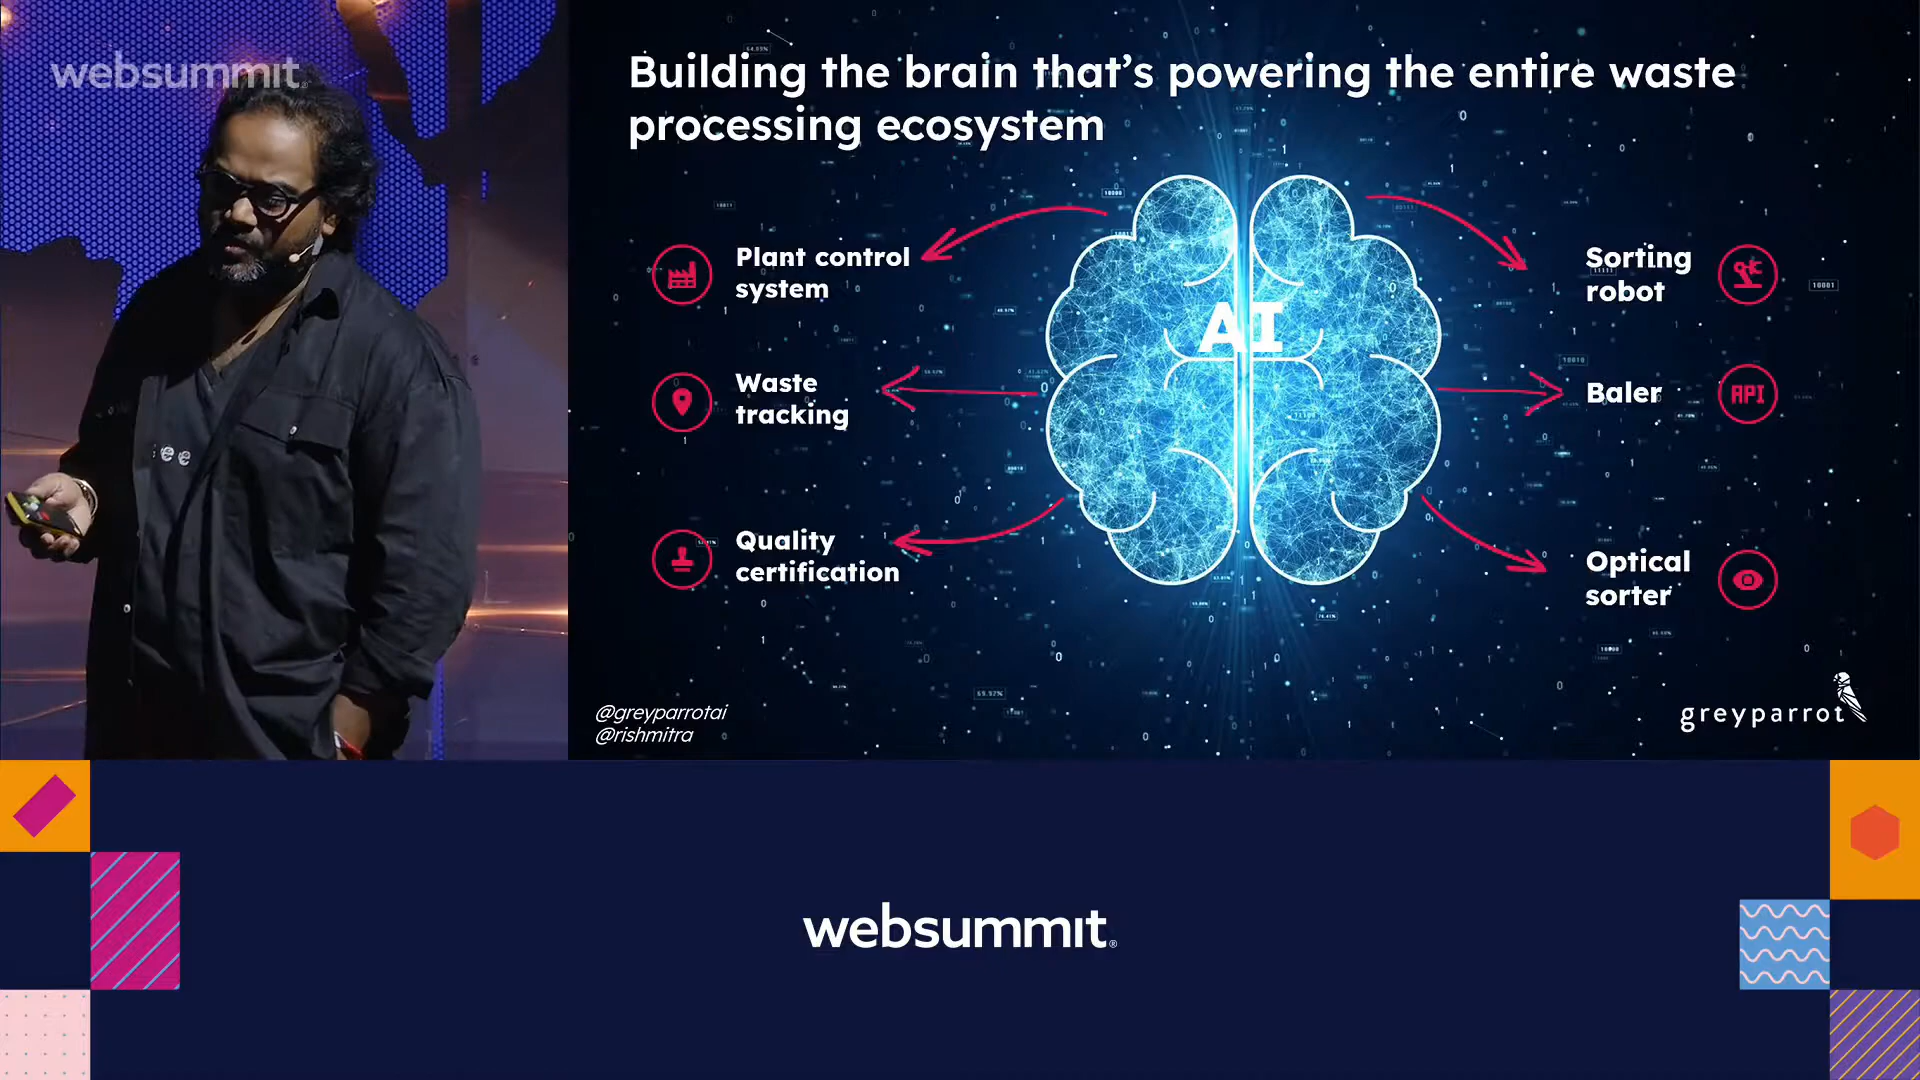 websummit
Building the brain that's powering the entire waste
processing ecosystem
AI
Plant control
system
Waste
tracking
Quality
certification
Sorting
robot
Baler
API
Optical
sorter
@greyparrotai
@rishmitra
greyparrot
websummit®